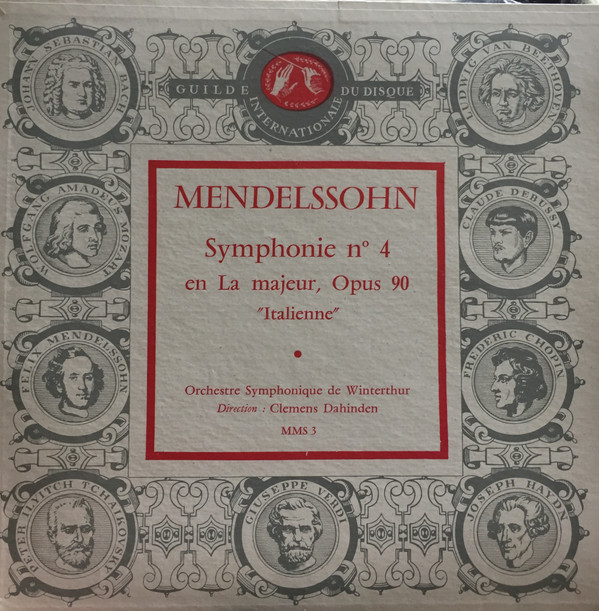 JOHANN SEBASTIAN BACH
GUILDE INTERNATIONALE DU DISQUE
LUDWIG VAN BEETHOVEN
WOLFGANG AMADEUS MOZART
CLAUDE DEBUSSY
MENDELSSOHN
Symphonie nº 4
en La majeur, Opus 90
"Italienne"
FELIX MENDELSSOHN
FREDERIC CHOPIN
Orchestre Symphonique de Winterthur
Direction : Clemens Dahinden
MMS 3
PETER ILYITCH TCHAIKOVSKY
GIUSEPPE VERDI
JOSEPH HAYDN